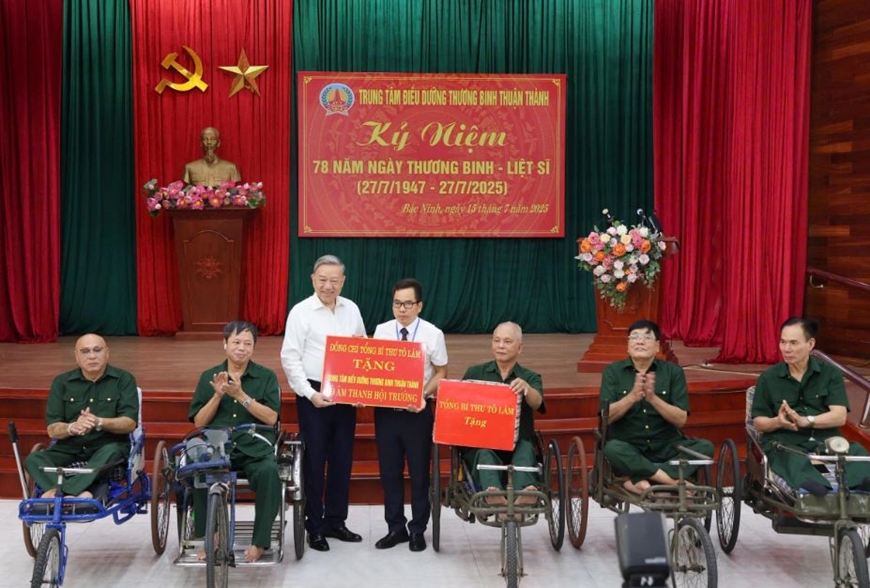 TRUNG TÂM ĐIỀU DƯỠNG THƯƠNG BINH THUẬN THÀNH
Kỷ Niệm
78 NĂM NGÀY THƯƠNG BINH - LIỆT SĨ
(27/7/1947 - 27/7/2025)
Bắc Ninh, ngày 15 tháng 7 năm 2025
ĐỒNG CHÍ TỔNG BÍ THƯ TÔ LÂM
TẶNG
TRUNG TÂM ĐIỀU DƯỠNG THƯƠNG BINH THUẬN THÀNH
ÂM THANH HỘI TRƯỜNG
TỔNG BÍ THƯ TÔ LÂM
Tặng